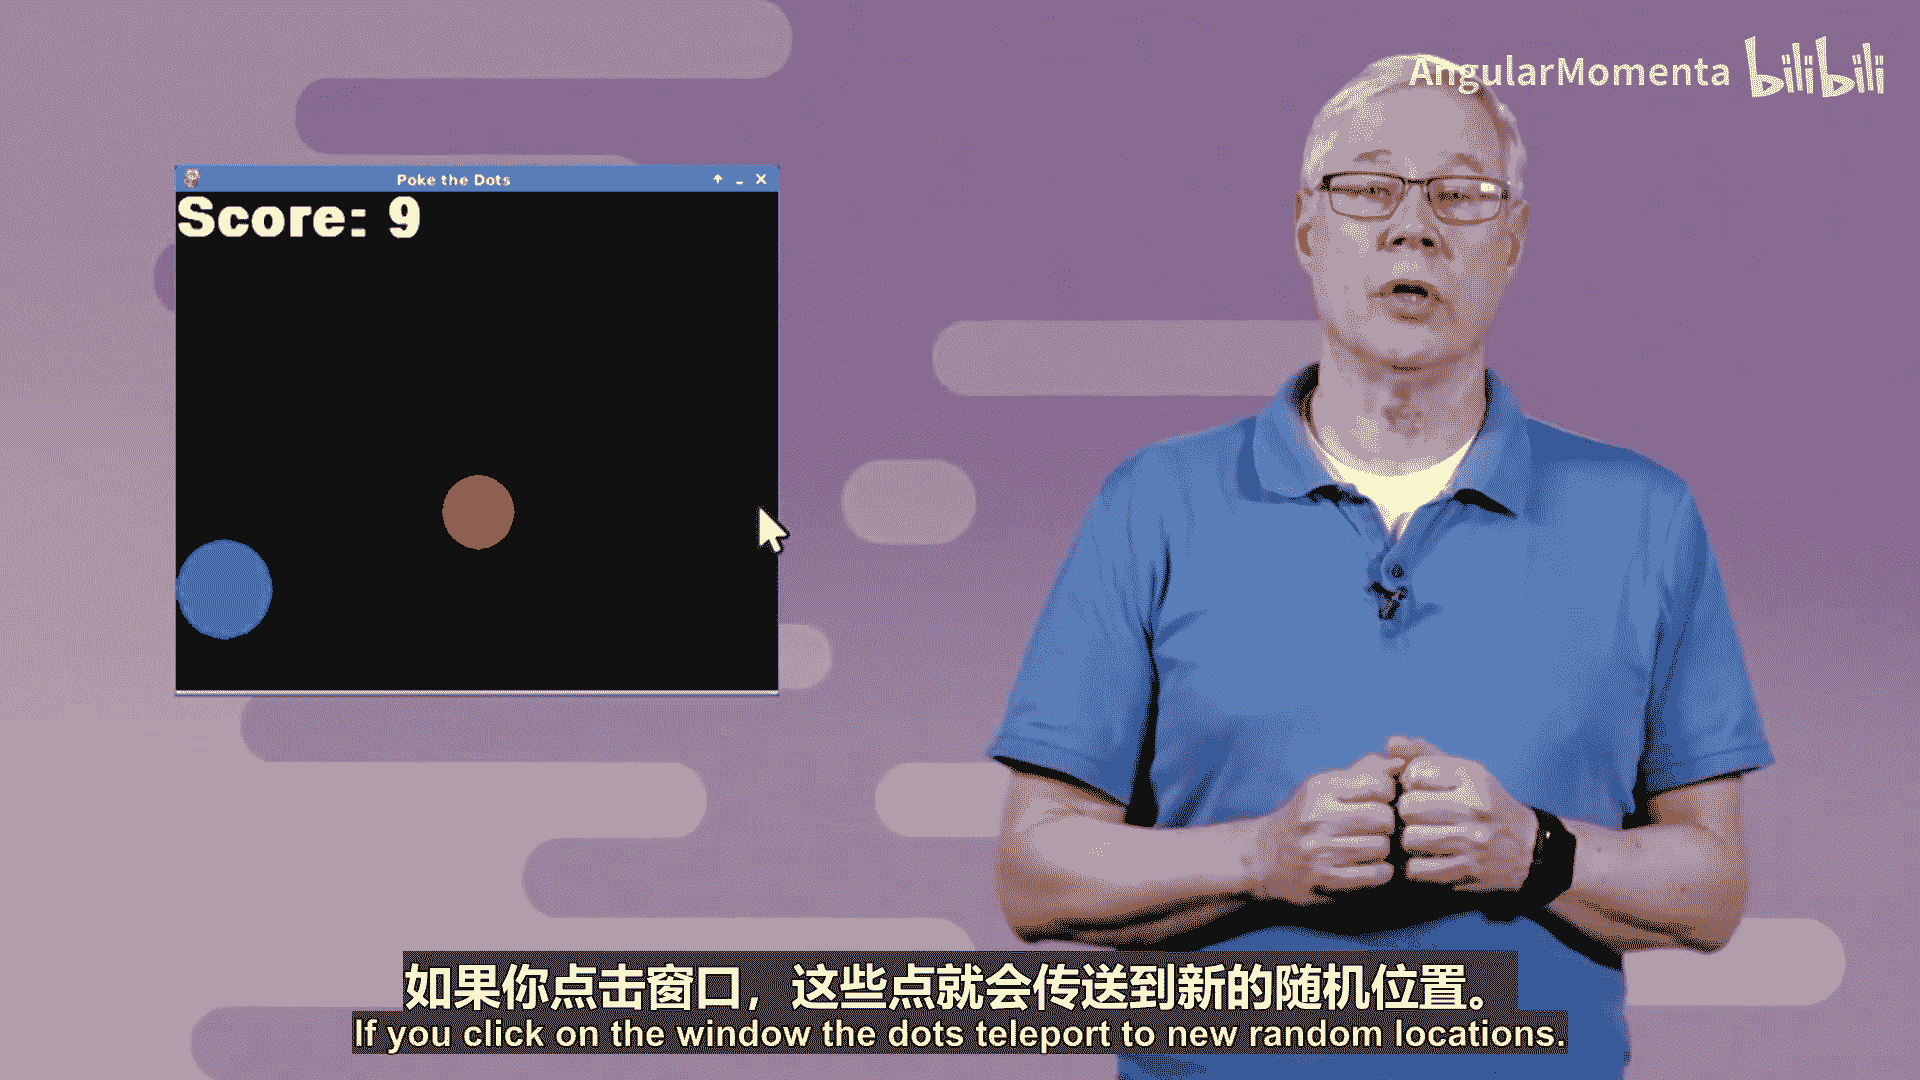 AngularMomenta bilibili
Poke the Dots
Score: 9
如果你点击窗口，这些点就会传送到新的随机位置。
If you click on the window the dots teleport to new random locations.